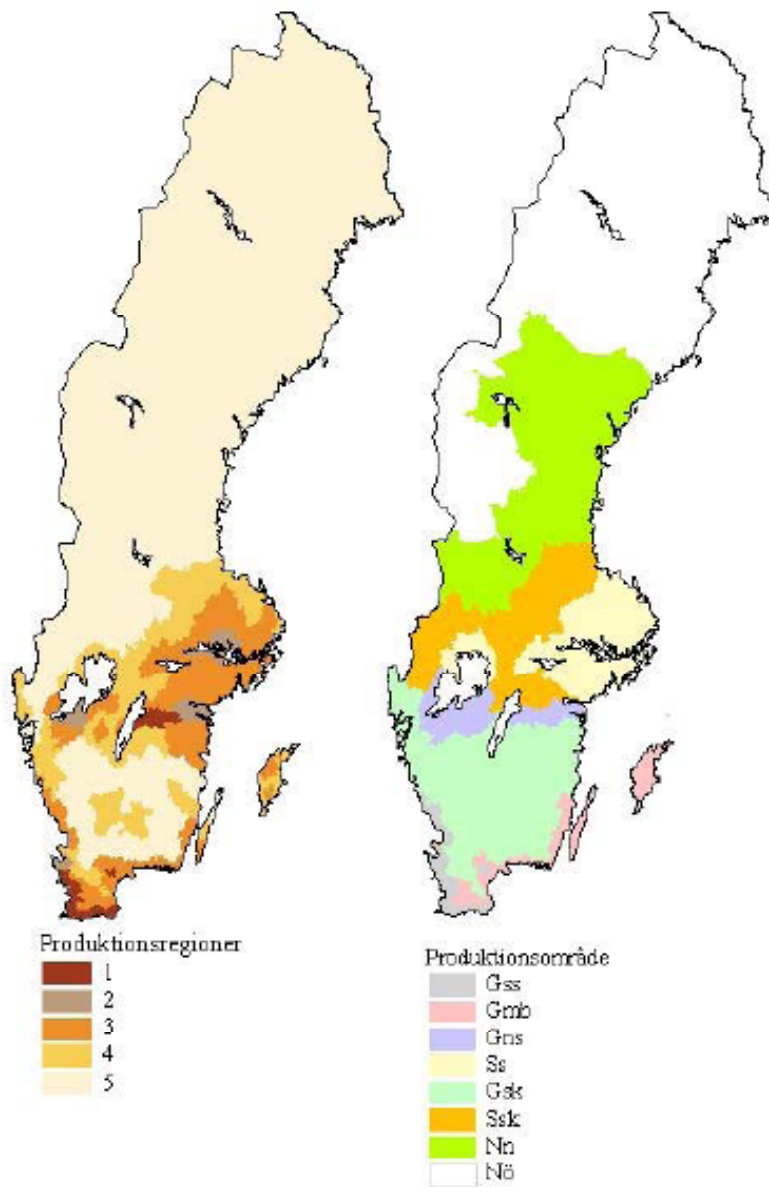 Produktionsregioner
1
2
3
4
5
Produktionsområde
Gss
Gmb
Gns
Ss
Gsk
Ssk
Nn
Nö